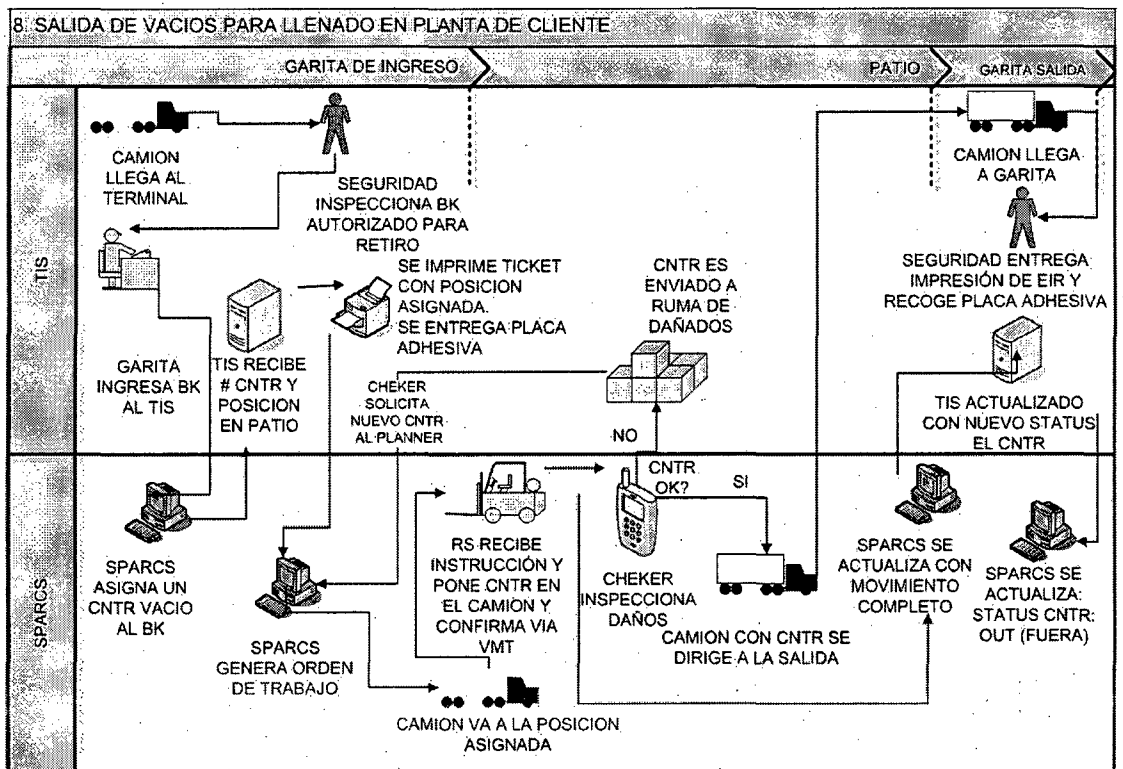 8. SALIDA DE VACIOS PARA LLENADO EN PLANTA DE CLIENTE
GARITA DE INGRESO
PATIO
GARITA SALIDA
TIS
CAMION
LLEGA AL
TERMINAL
SEGURIDAD
INSPECCIONA BK
AUTORIZADO PARA
RETIRO
CAMION LLEGA
A GARITA
SEGURIDAD ENTREGA
IMPRESIÓN DE EIR Y
RECOGE PLACA ADHESIVA
SE IMPRIME TICKET
CON POSICION
ASIGNADA.
SE ENTREGA PLACA
ADHESIVA
CNTR ES
ENVIADO A
RUMA DE
DAÑADOS
GARITA
INGRESA BK
AL TIS
TIS RECIBE
# CNTR Y
POSICION
EN PATIO
CHEKER
SOLICITA
NUEVO CNTR
AL PLANNER
TIS ACTUALIZADO
CON NUEVO STATUS
EL CNTR
NO
SPARCS
CNTR
OK?
SI
SPARCS
ASIGNA UN
CNTR VACIO
AL BK
SPARCS
GENERA ORDEN
DE TRABAJO
RS RECIBE
INSTRUCCIÓN Y
PONE CNTR EN
EL CAMION Y
CONFIRMA VIA
VMT
CHEKER
INSPECCIONA
DAÑOS
CAMION CON CNTR SE
DIRIGE A LA SALIDA
SPARCS SE
ACTUALIZA CON
MOVIMIENTO
COMPLETO
SPARCS SE
ACTUALIZA:
STATUS CNTR:
OUT (FUERA)
CAMION VA A LA POSICION
ASIGNADA